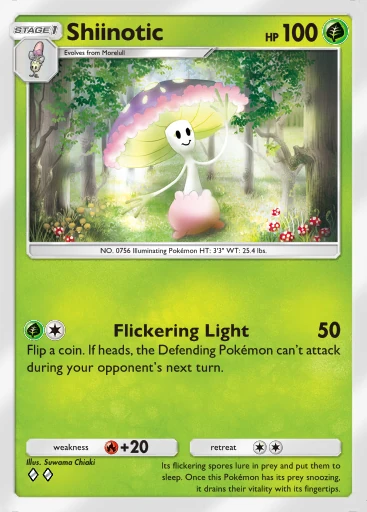 STAGE 1
Shiinotic
HP 100
Evolves from Morelull
NO. 0756 Illuminating Pokémon HT: 3'3" WT: 25.4 lbs.
Flickering Light 50
Flip a coin. If heads, the Defending Pokémon can't attack
during your opponent's next turn.
weakness +20
retreat
Illus. Suwama Chiaki
Its flickering spores lure in prey and put them to
sleep. Once this Pokémon has its prey snoozing,
it drains their vitality with its fingertips.